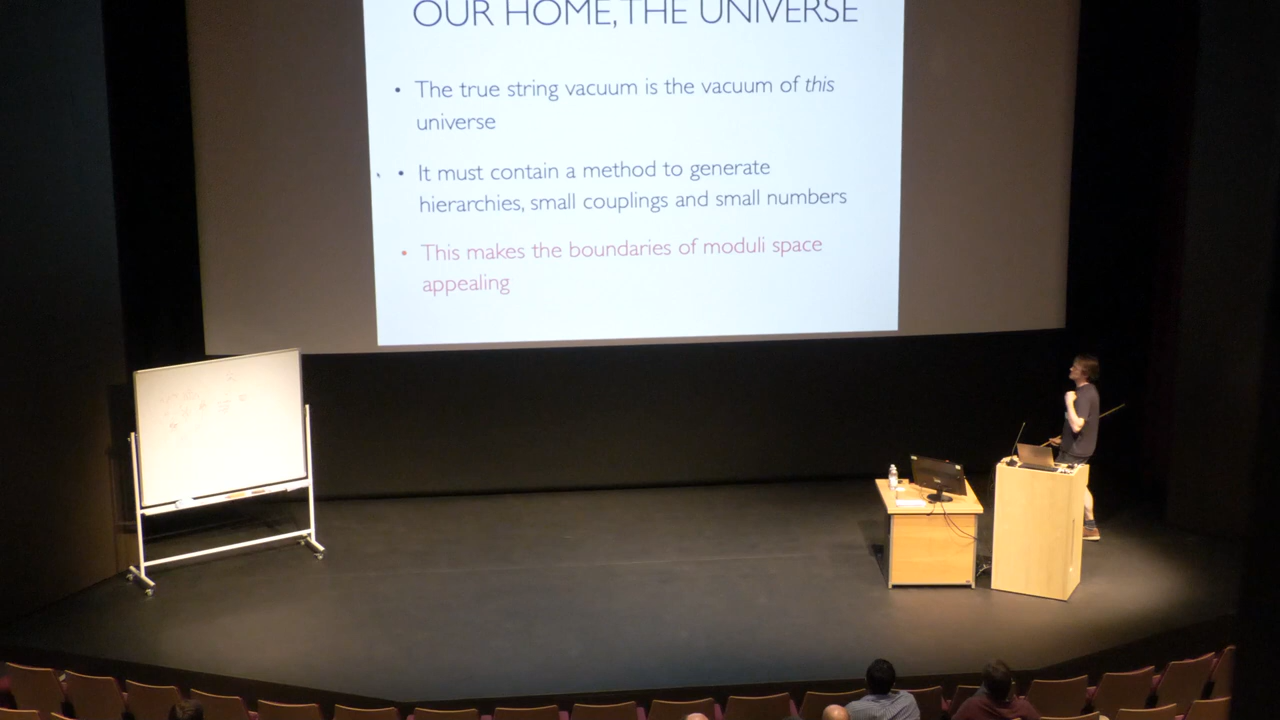 OUR HOME, THE UNIVERSE
• The true string vacuum is the vacuum of this
universe
• It must contain a method to generate
hierarchies, small couplings and small numbers
• This makes the boundaries of moduli space
appealing